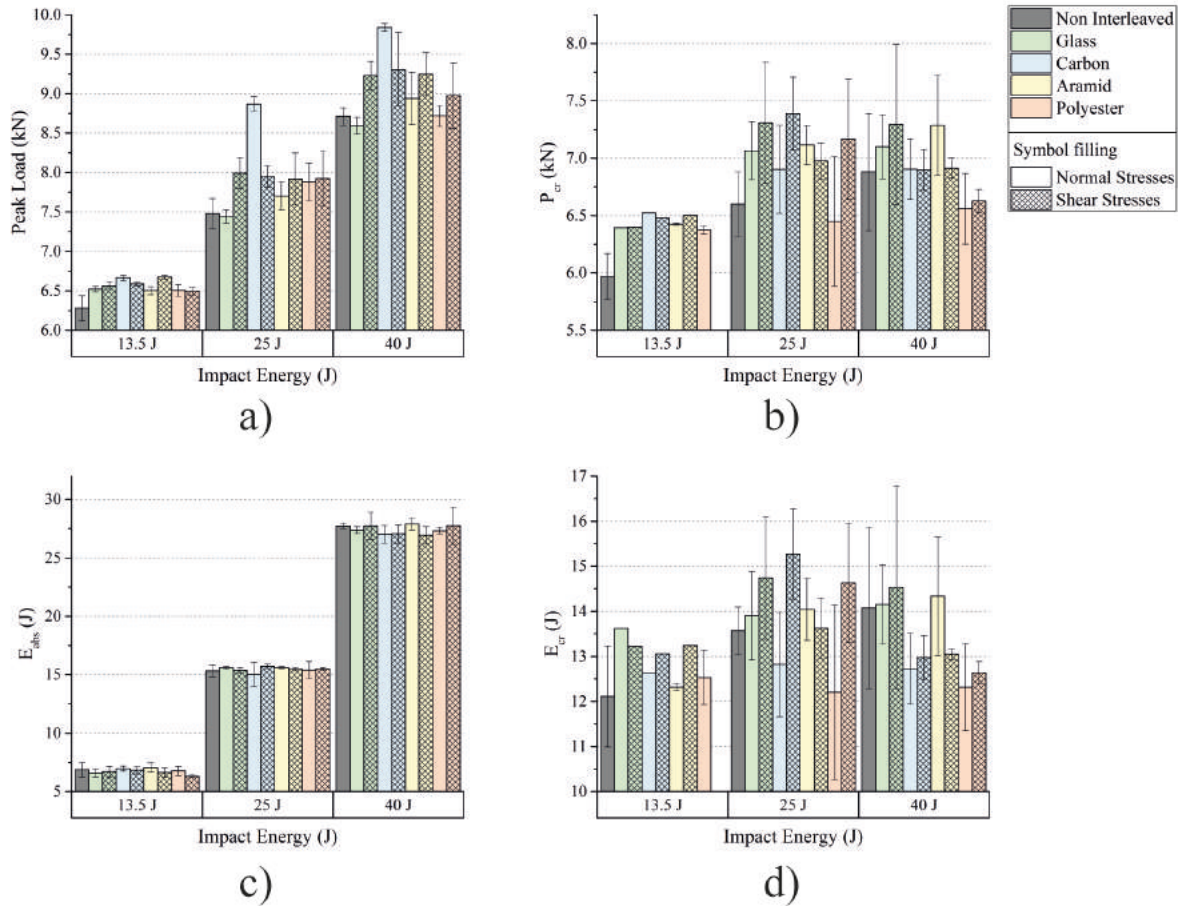 10.0
9.5
9.0
8.5
8.0
7.5
7.0
6.5
6.0
Peak Load (kN)
13.5 J 25 J 40 J
Impact Energy (J)
a)
8.0
7.5
7.0
6.5
6.0
5.5
P_cr (kN)
13.5 J 25 J 40 J
Impact Energy (J)
b)
Non Interleaved
Glass
Carbon
Aramid
Polyester
Symbol filling
Normal Stresses
Shear Stresses
30
25
20
15
10
5
E_abs (J)
13.5 J 25 J 40 J
Impact Energy (J)
c)
17
16
15
14
13
12
11
10
E_cr (J)
13.5 J 25 J 40 J
Impact Energy (J)
d)